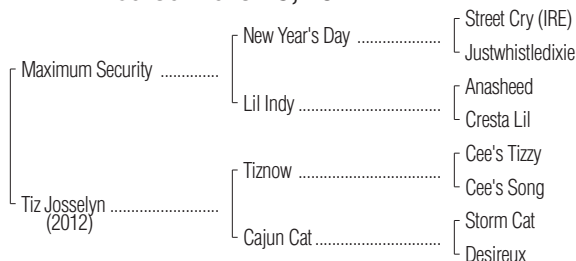 Street Cry (IRE)
New Year's Day
Justwhistledixie
Maximum Security
Anasheed
Lil Indy
Cresta Lil
Cee's Tizzy
Tiznow
Cee's Song
Tiz Josselyn
(2012)
Storm Cat
Cajun Cat
Desireux